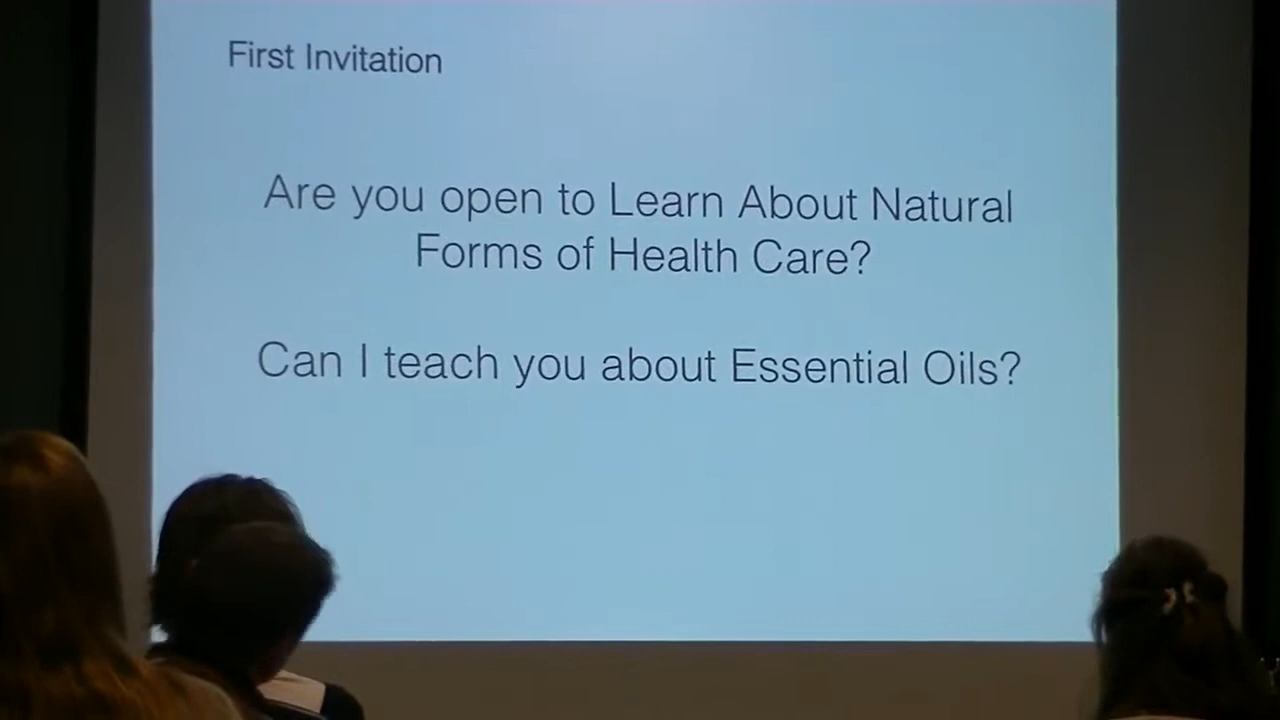 First Invitation
Are you open to Learn About Natural
Forms of Health Care?
Can I teach you about Essential Oils?